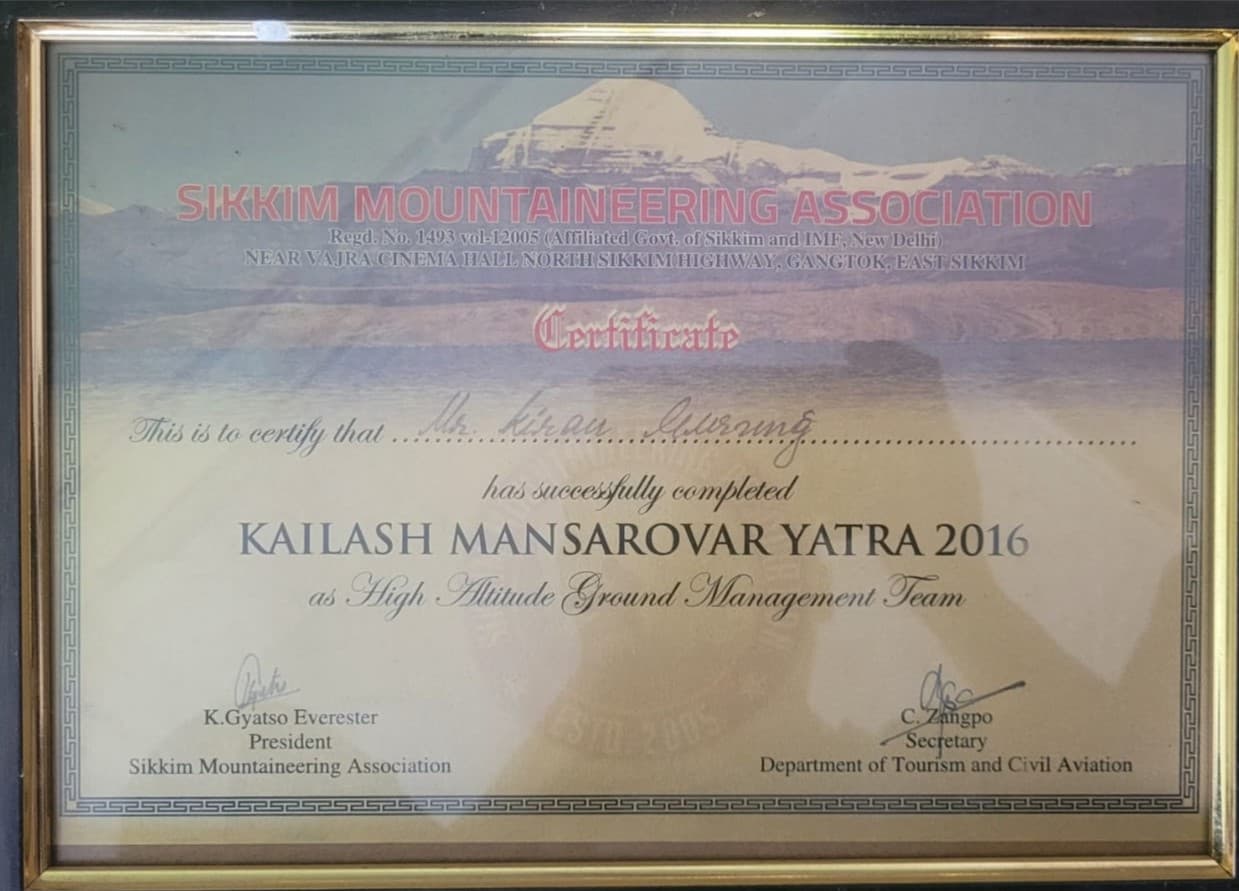 SIKKIM MOUNTAINEERING ASSOCIATION
Regd. No. 1493 vol-12005 (Affiliated Govt. of Sikkim and IMF, New Delhi)
NEAR VAJRA CINEMA HALL NORTH SIKKIM HIGHWAY, GANGTOK, EAST SIKKIM
Certificate
This is to certify that Mr. Kiran Gurung
has successfully completed
KAILASH MANSAROVAR YATRA 2016
as High Altitude Ground Management Team
K.Gyatso Everester
President
Sikkim Mountaineering Association
C. Zangpo
Secretary
Department of Tourism and Civil Aviation
ESTD. 2005